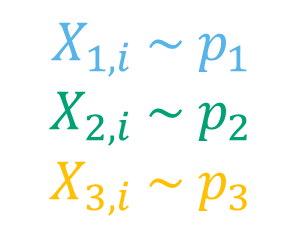 X₁,ᵢ ~ p₁
X₂,ᵢ ~ p₂
X₃,ᵢ ~ p₃